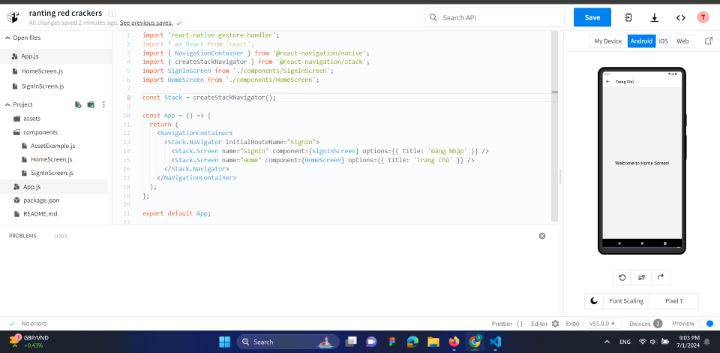 ranting red crackers
All changes saved 2 minutes ago. See previous saves.
Search API
Save
T
Open files
App.js
HomeScreen.js
SignInScreen.js
Project
assets
components
AssetExample.js
HomeScreen.js
SignInScreen.js
App.js
package.json
README.md
1 import 'react-native-gesture-handler';
2 import * as React from 'react';
3 import { NavigationContainer } from '@react-navigation/native';
4 import { createStackNavigator } from '@react-navigation/stack';
5 import SignInScreen from './components/SignInScreen';
6 import HomeScreen from './components/HomeScreen';
7
8 const Stack = createStackNavigator();
9
10 const App = () => {
11 return (
12 <NavigationContainer>
13 <Stack.Navigator initialRouteName="SignIn">
14 <Stack.Screen name="SignIn" component={SignInScreen} options={{ title: 'Đăng Nhập' }} />
15 <Stack.Screen name="Home" component={HomeScreen} options={{ title: 'Trang Chủ' }} />
16 </Stack.Navigator>
17 </NavigationContainer>
18 );
19 };
20
21 export default App;
22
PROBLEMS LOGS
My Device Android iOS Web
Trang Chủ
Welcome to Home Screen!
Font Scaling Pixel 7
No errors
Prettier {} Editor Expo v51.0.0 Devices Preview
GBP/VND
+0.43%
Search
ENG
9:03 PM
7/1/2024